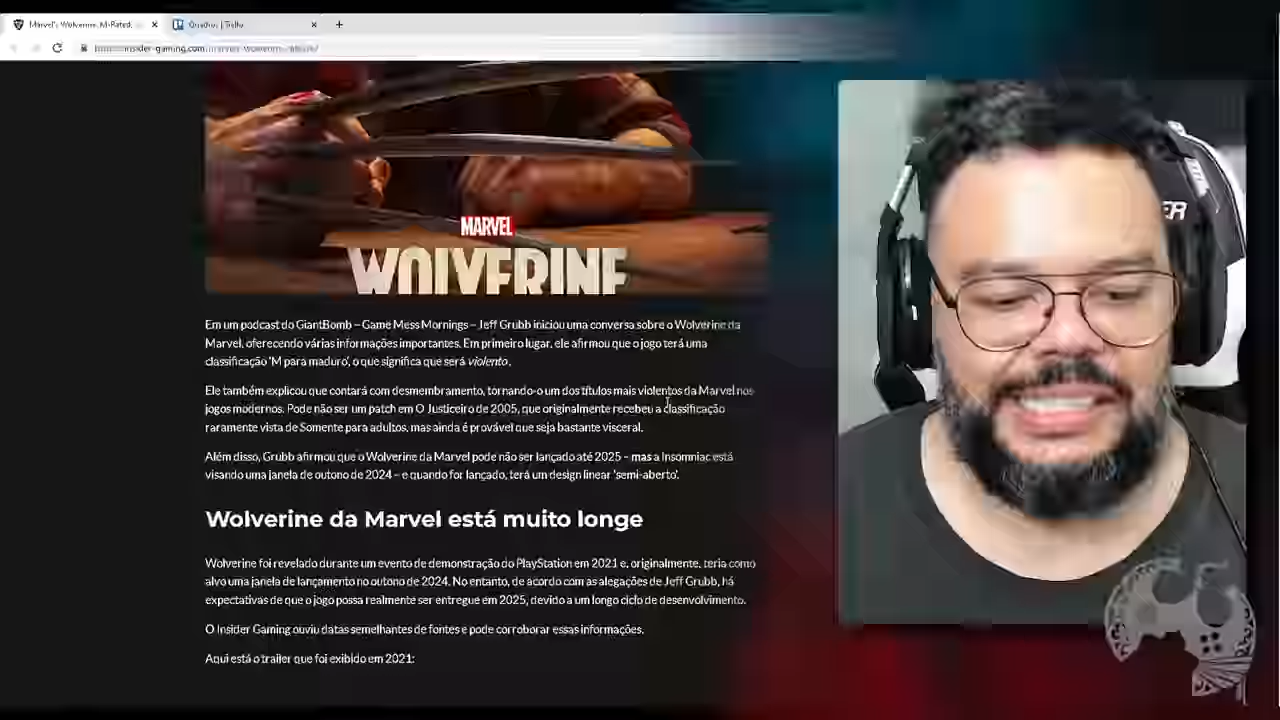 Marvel's Wolverine, M-Rated,
Quadros | Trello
insider-gaming.com
MARVEL
WOLVERINE
Em um podcast do GiantBomb – Game Mess Mornings – Jeff Grubb iniciou uma conversa sobre o Wolverine da
Marvel, oferecendo várias informações importantes. Em primeiro lugar, ele afirmou que o jogo terá uma
classificação 'M para maduro', o que significa que será violento.
Ele também explicou que contará com desmembramento, tornando-o um dos títulos mais violentos da Marvel nos
jogos modernos. Pode não ser um patch em O Justiceiro de 2005, que originalmente recebeu a classificação
raramente vista de Somente para adultos, mas ainda é provável que seja bastante visceral.
Além disso, Grubb afirmou que o Wolverine da Marvel pode não ser lançado até 2025 – mas a Insomniac está
visando uma janela de outono de 2024 – e quando for lançado, terá um design linear 'semi-aberto'.
Wolverine da Marvel está muito longe
Wolverine foi revelado durante um evento de demonstração do PlayStation em 2021 e, originalmente, teria como
alvo uma janela de lançamento no outono de 2024. No entanto, de acordo com as alegações de Jeff Grubb, há
expectativas de que o jogo possa realmente ser entregue em 2025, devido a um longo ciclo de desenvolvimento.
O Insider Gaming ouviu datas semelhantes de fontes e pode corroborar essas informações.
Aqui está o trailer que foi exibido em 2021: